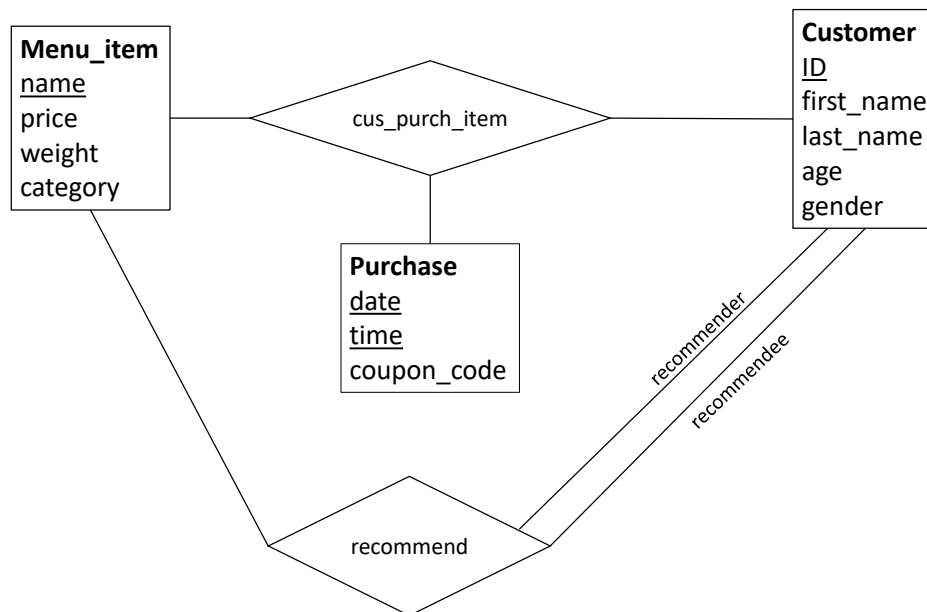 Menu_item
name
price
weight
category
cus_purch_item
Customer
ID
first_name
last_name
age
gender
Purchase
date
time
coupon_code
recommender
recommendee
recommend